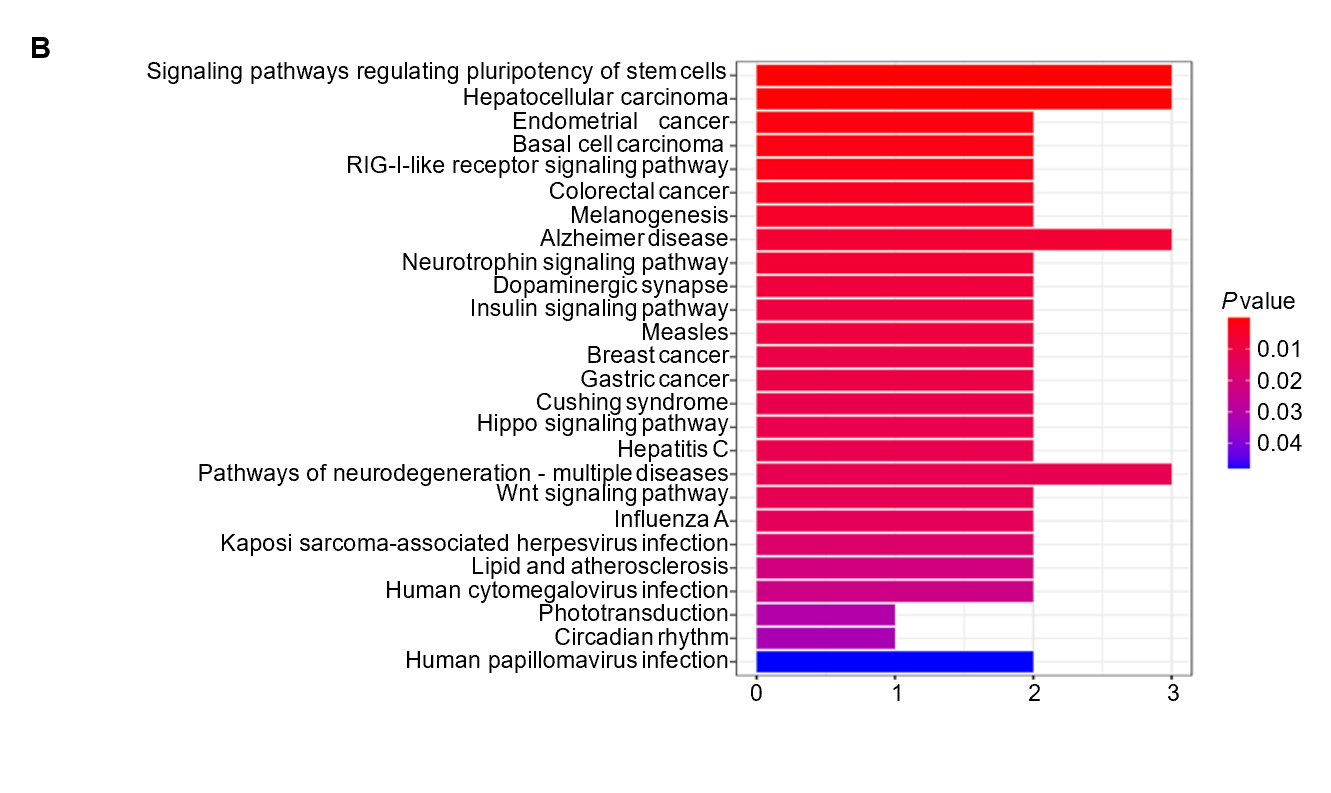 B
Signaling pathways regulating pluripotency of stem cells
Hepatocellular carcinoma
Endometrial cancer
Basal cell carcinoma
RIG-I-like receptor signaling pathway
Colorectal cancer
Melanogenesis
Alzheimer disease
Neurotrophin signaling pathway
Dopaminergic synapse
Insulin signaling pathway
Measles
Breast cancer
Gastric cancer
Cushing syndrome
Hippo signaling pathway
Hepatitis C
Pathways of neurodegeneration - multiple diseases
Wnt signaling pathway
Influenza A
Kaposi sarcoma-associated herpesvirus infection
Lipid and atherosclerosis
Human cytomegalovirus infection
Phototransduction
Circadian rhythm
Human papillomavirus infection
0 1 2 3
P value
0.01
0.02
0.03
0.04